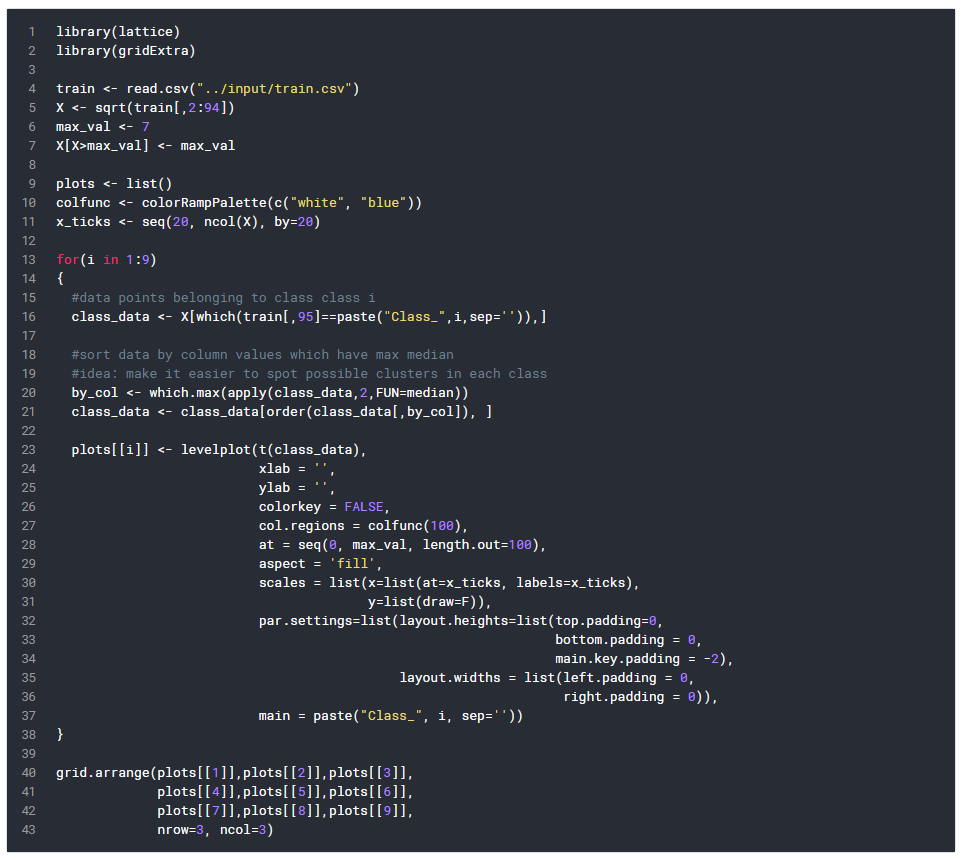 1 library(lattice)
2 library(gridExtra)
3
4 train <- read.csv("../input/train.csv")
5 X <- sqrt(train[,2:94])
6 max_val <- 7
7 X[X>max_val] <- max_val
8
9 plots <- list()
10 colfunc <- colorRampPalette(c("white", "blue"))
11 x_ticks <- seq(20, ncol(X), by=20)
12
13 for(i in 1:9)
14 {
15   #data points belonging to class class i
16   class_data <- X[which(train[,95]==paste("Class_",i,sep='')),]
17
18   #sort data by column values which have max median
19   #idea: make it easier to spot possible clusters in each class
20   by_col <- which.max(apply(class_data,2,FUN=median))
21   class_data <- class_data[order(class_data[,by_col]), ]
22
23   plots[[i]] <- levelplot(t(class_data),
24                           xlab = '',
25                           ylab = '',
26                           colorkey = FALSE,
27                           col.regions = colfunc(100),
28                           at = seq(0, max_val, length.out=100),
29                           aspect = 'fill',
30                           scales = list(x=list(at=x_ticks, labels=x_ticks),
31                                         y=list(draw=F)),
32                           par.settings=list(layout.heights=list(top.padding=0,
33                                                                 bottom.padding = 0,
34                                                                 main.key.padding = -2),
35                                             layout.widths = list(left.padding = 0,
36                                                                  right.padding = 0)),
37                           main = paste("Class_", i, sep=''))
38 }
39
40 grid.arrange(plots[[1]],plots[[2]],plots[[3]],
41              plots[[4]],plots[[5]],plots[[6]],
42              plots[[7]],plots[[8]],plots[[9]],
43              nrow=3, ncol=3)